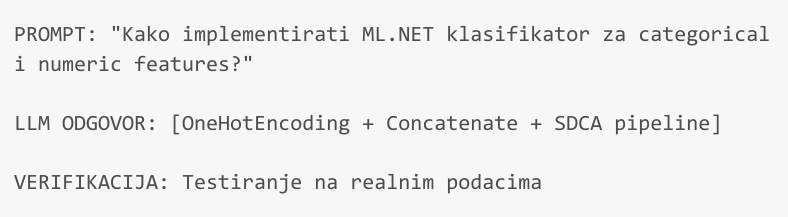 PROMPT: "Kako implementirati ML.NET klasifikator za categorical
i numeric features?"
LLM ODGOVOR: [OneHotEncoding + Concatenate + SDCA pipeline]
VERIFIKACIJA: Testiranje na realnim podacima